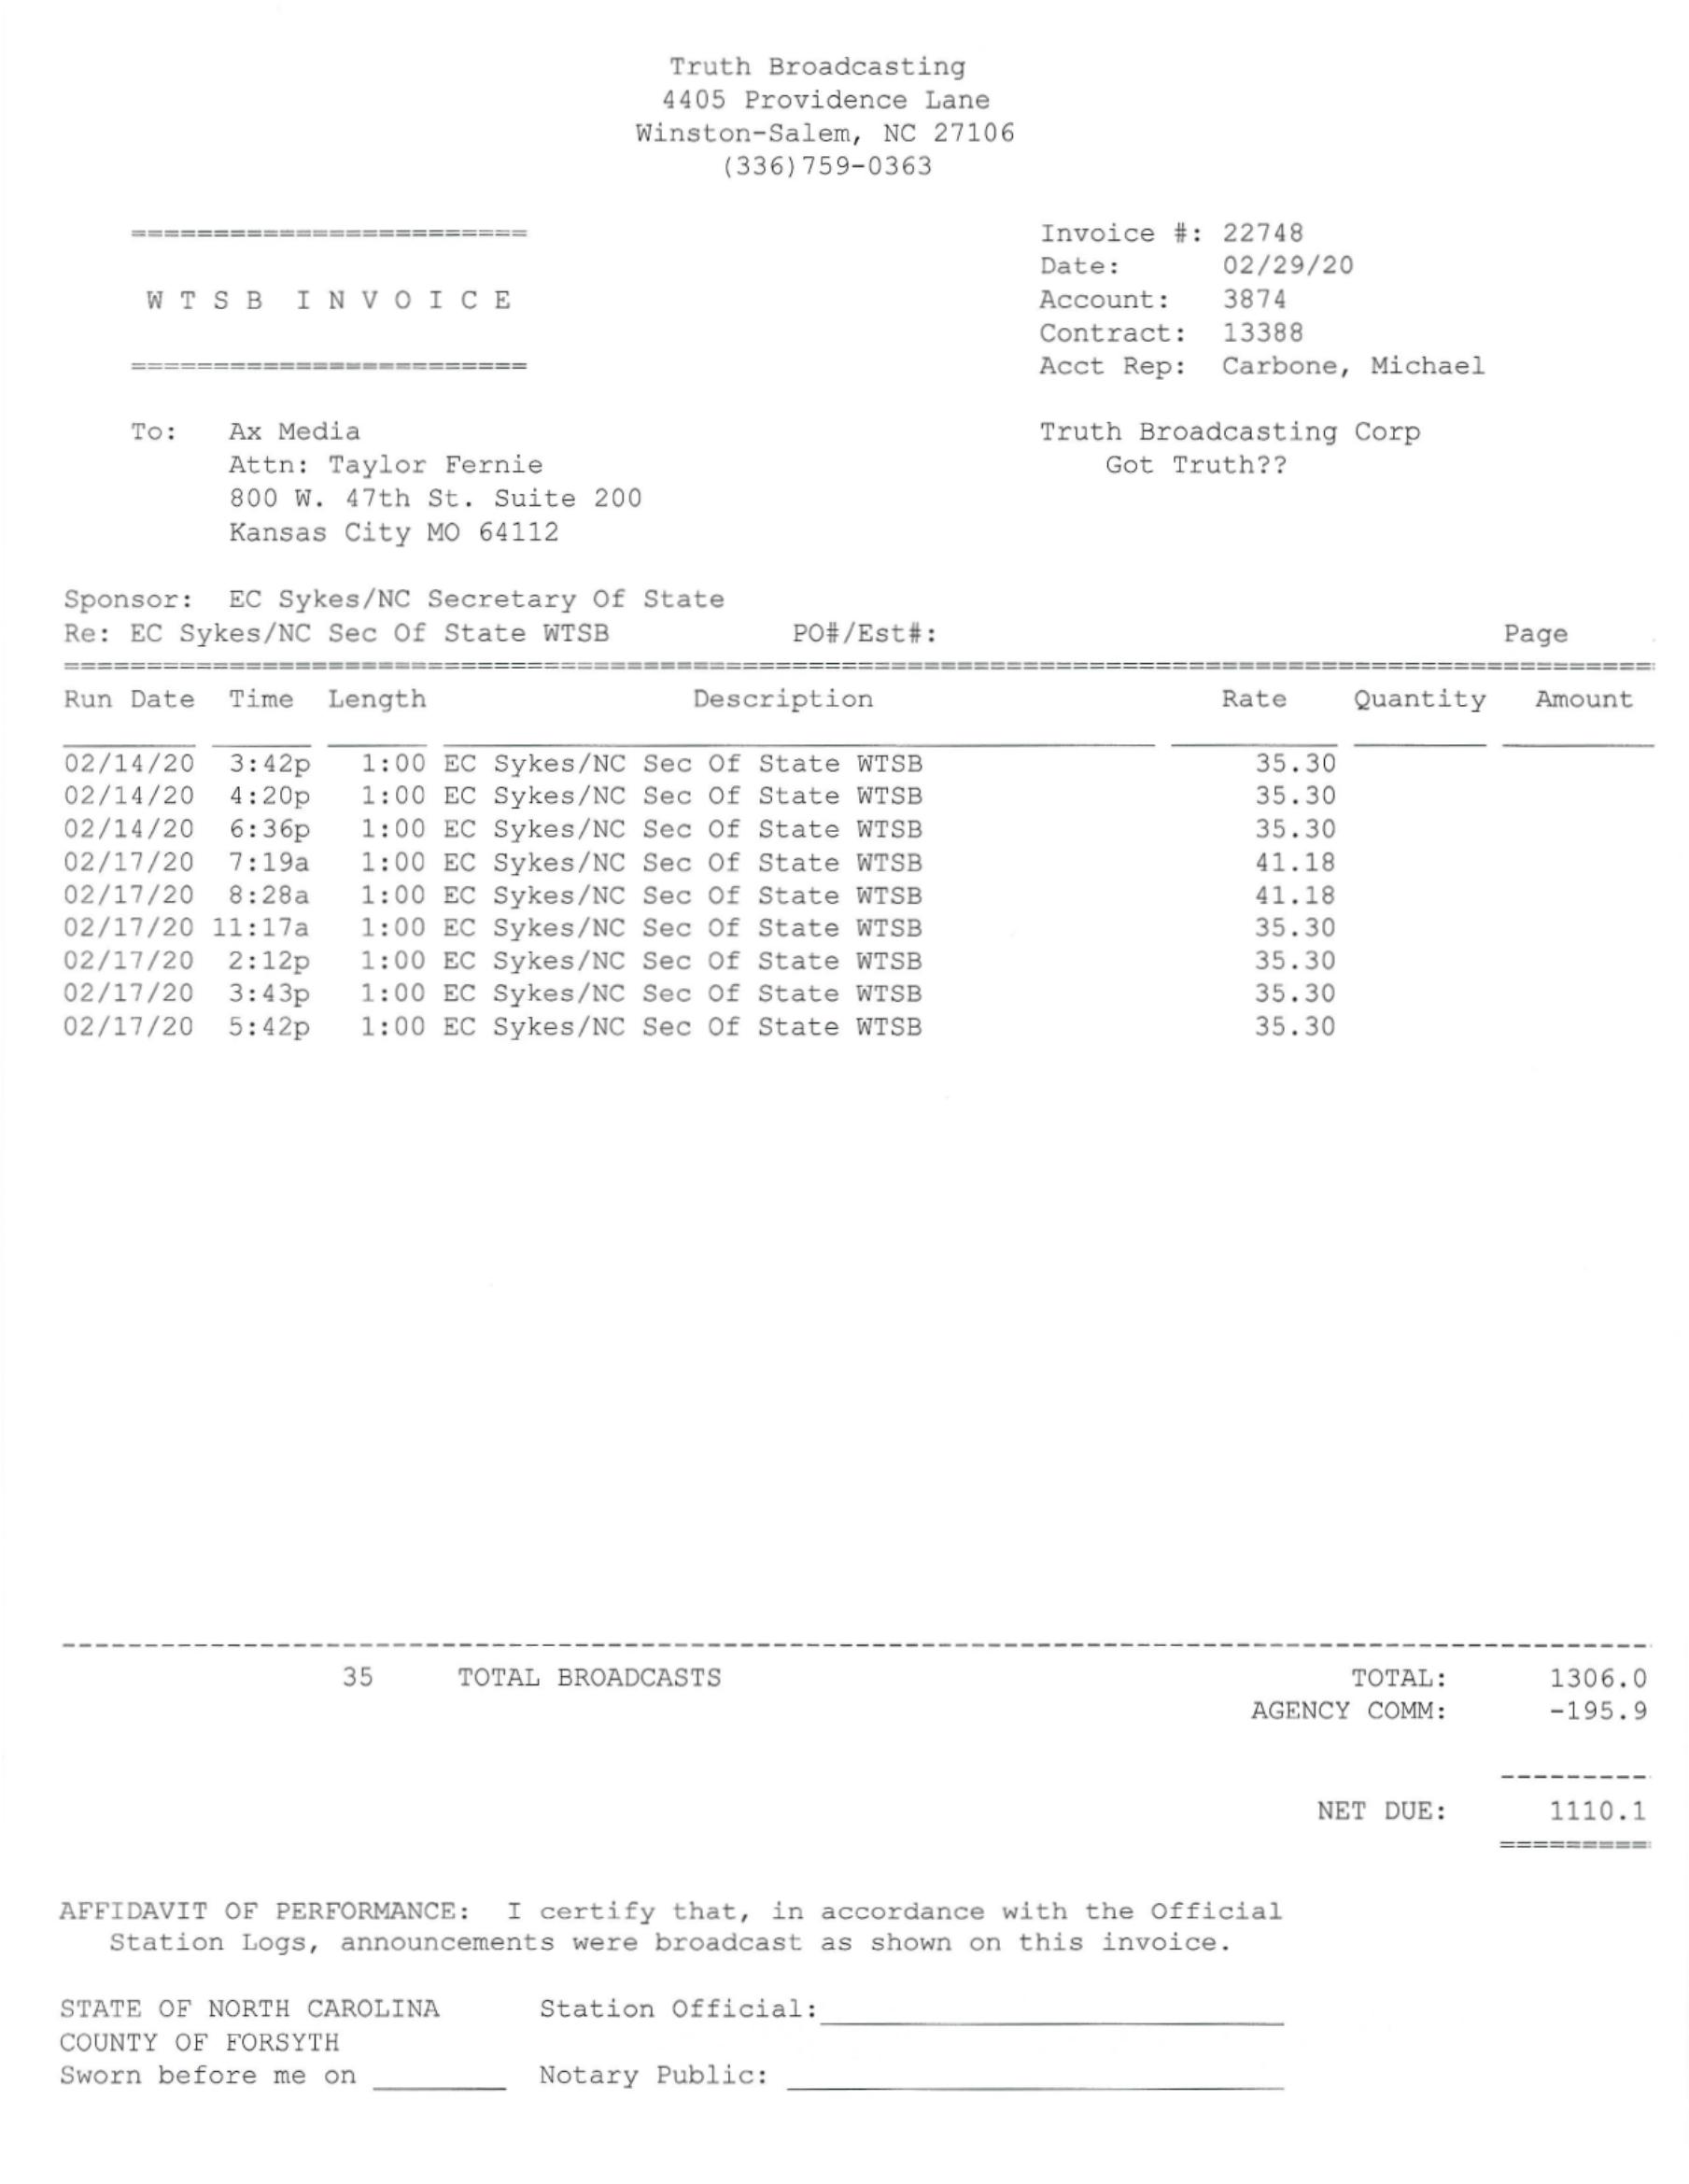 Truth Broadcasting
4405 Providence Lane
Winston-Salem, NC 27106
(336)759-0363
========================
Invoice #: 22748
Date: 02/29/20
W T S B I N V O I C E
Account: 3874
Contract: 13388
========================
Acct Rep: Carbone, Michael
To: Ax Media
Truth Broadcasting Corp
Attn: Taylor Fernie
Got Truth??
800 W. 47th St. Suite 200
Kansas City MO 64112
Sponsor: EC Sykes/NC Secretary Of State
Re: EC Sykes/NC Sec Of State WTSB PO#/Est#: Page
================================================================================================
Run Date Time Length Description Rate Quantity Amount
02/14/20 3:42p 1:00 EC Sykes/NC Sec Of State WTSB 35.30
02/14/20 4:20p 1:00 EC Sykes/NC Sec Of State WTSB 35.30
02/14/20 6:36p 1:00 EC Sykes/NC Sec Of State WTSB 35.30
02/17/20 7:19a 1:00 EC Sykes/NC Sec Of State WTSB 41.18
02/17/20 8:28a 1:00 EC Sykes/NC Sec Of State WTSB 41.18
02/17/20 11:17a 1:00 EC Sykes/NC Sec Of State WTSB 35.30
02/17/20 2:12p 1:00 EC Sykes/NC Sec Of State WTSB 35.30
02/17/20 3:43p 1:00 EC Sykes/NC Sec Of State WTSB 35.30
02/17/20 5:42p 1:00 EC Sykes/NC Sec Of State WTSB 35.30
------------------------------------------------------------------------------------------------
35 TOTAL BROADCASTS TOTAL: 1306.0
AGENCY COMM: -195.9
---------
NET DUE: 1110.1
=========
AFFIDAVIT OF PERFORMANCE: I certify that, in accordance with the Official
Station Logs, announcements were broadcast as shown on this invoice.
STATE OF NORTH CAROLINA Station Official:
COUNTY OF FORSYTH
Sworn before me on Notary Public: